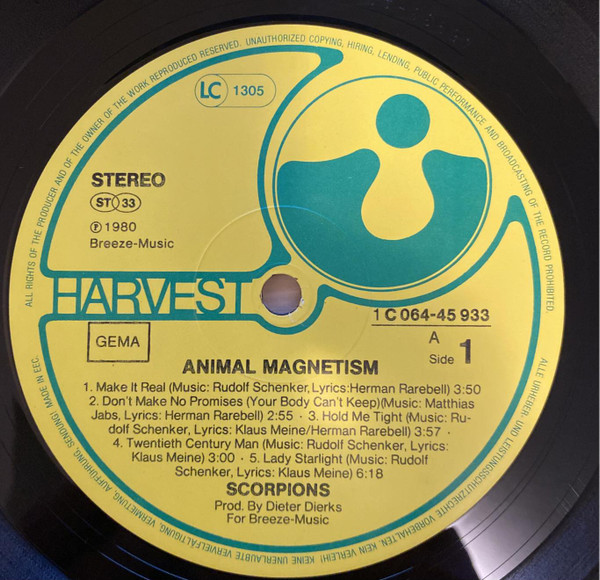 ALL RIGHTS OF THE PRODUCER AND OF THE OWNER OF THE WORK REPRODUCED RESERVED. UNAUTHORIZED COPYING, HIRING, LENDING, PUBLIC PERFORMANCE AND BROADCASTING OF THE RECORD PROHIBITED.
LC 1305
STEREO
ST 33
℗ 1980
Breeze-Music
HARVEST
1 C 064-45 933
GEMA
A
Side 1
ANIMAL MAGNETISM
1. Make It Real (Music: Rudolf Schenker, Lyrics:Herman Rarebell) 3:50
2. Don't Make No Promises (Your Body Can't Keep)(Music: Matthias
Jabs, Lyrics: Herman Rarebell) 2:55 · 3. Hold Me Tight (Music: Ru-
dolf Schenker, Lyrics: Klaus Meine/Herman Rarebell) 3:57 ·
4. Twentieth Century Man (Music: Rudolf Schenker, Lyrics:
Klaus Meine) 3:00 · 5. Lady Starlight (Music: Rudolf
Schenker, Lyrics: Klaus Meine) 6:18
SCORPIONS
Prod. By Dieter Dierks
For Breeze-Music
ALLE URHEBER- UND LEISTUNGSSCHUTZRECHTE VORBEHALTEN. KEIN VERLEIH! KEINE UNERLAUBTE VERVIELFÄLTIGUNG, VERMIETUNG, AUFFÜHRUNG, SENDUNG! MADE IN EEC.